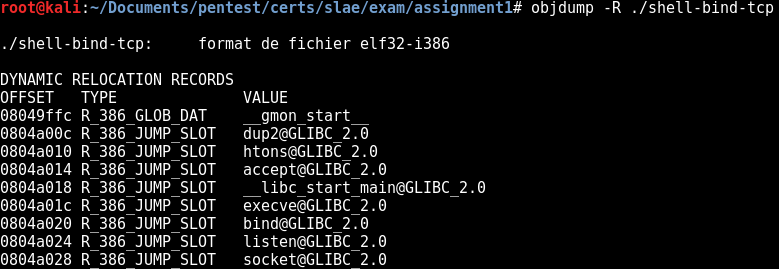 root@kali:~/Documents/pentest/certs/slae/exam/assignment1# objdump -R ./shell-bind-tcp
./shell-bind-tcp:     format de fichier elf32-i386
DYNAMIC RELOCATION RECORDS
OFFSET   TYPE              VALUE
08049ffc R_386_GLOB_DAT    __gmon_start__
0804a00c R_386_JUMP_SLOT   dup2@GLIBC_2.0
0804a010 R_386_JUMP_SLOT   htons@GLIBC_2.0
0804a014 R_386_JUMP_SLOT   accept@GLIBC_2.0
0804a018 R_386_JUMP_SLOT   __libc_start_main@GLIBC_2.0
0804a01c R_386_JUMP_SLOT   execve@GLIBC_2.0
0804a020 R_386_JUMP_SLOT   bind@GLIBC_2.0
0804a024 R_386_JUMP_SLOT   listen@GLIBC_2.0
0804a028 R_386_JUMP_SLOT   socket@GLIBC_2.0